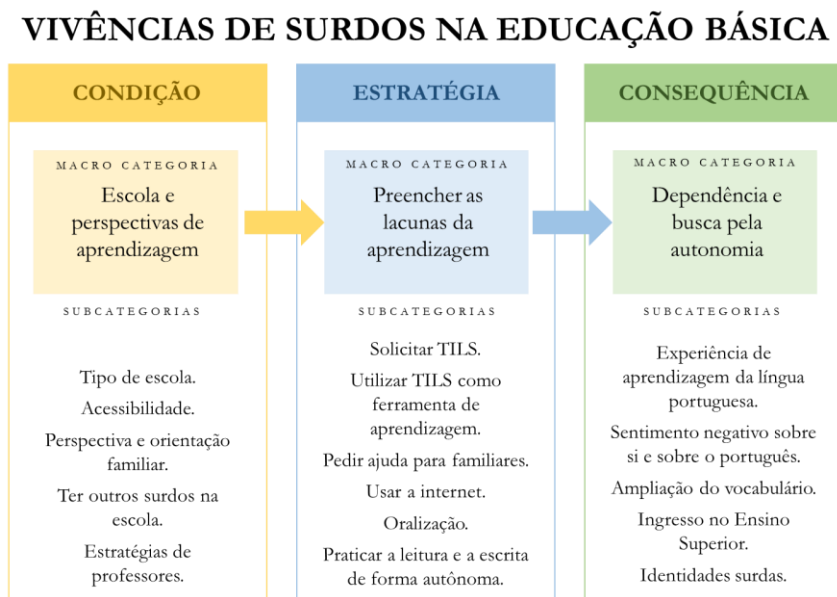 VIVÊNCIAS DE SURDOS NA EDUCAÇÃO BÁSICA
CONDIÇÃO
MACRO CATEGORIA
Escola e
perspectivas de
aprendizagem
SUBCATEGORIAS
Tipo de escola.
Acessibilidade.
Perspectiva e orientação
familiar.
Ter outros surdos na
escola.
Estratégias de
professores.
ESTRATÉGIA
MACRO CATEGORIA
Preencher as
lacunas da
aprendizagem
SUBCATEGORIAS
Solicitar TILS.
Utilizar TILS como
ferramenta de
aprendizagem.
Pedir ajuda para familiares.
Usar a internet.
Oralização.
Praticar a leitura e a escrita
de forma autônoma.
CONSEQUÊNCIA
MACRO CATEGORIA
Dependência e
busca pela
autonomia
SUBCATEGORIAS
Experiência de
aprendizagem da língua
portuguesa.
Sentimento negativo sobre
si e sobre o português.
Ampliação do vocabulário.
Ingresso no Ensino
Superior.
Identidades surdas.